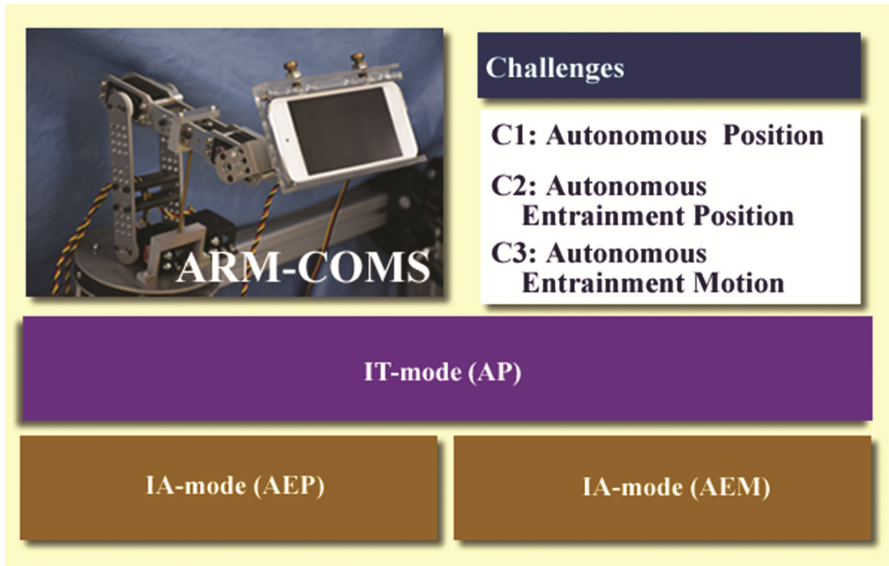 ARM-COMS
Challenges
C1: Autonomous Position
C2: Autonomous
Entrainment Position
C3: Autonomous
Entrainment Motion
IT-mode (AP)
IA-mode (AEP)
IA-mode (AEM)